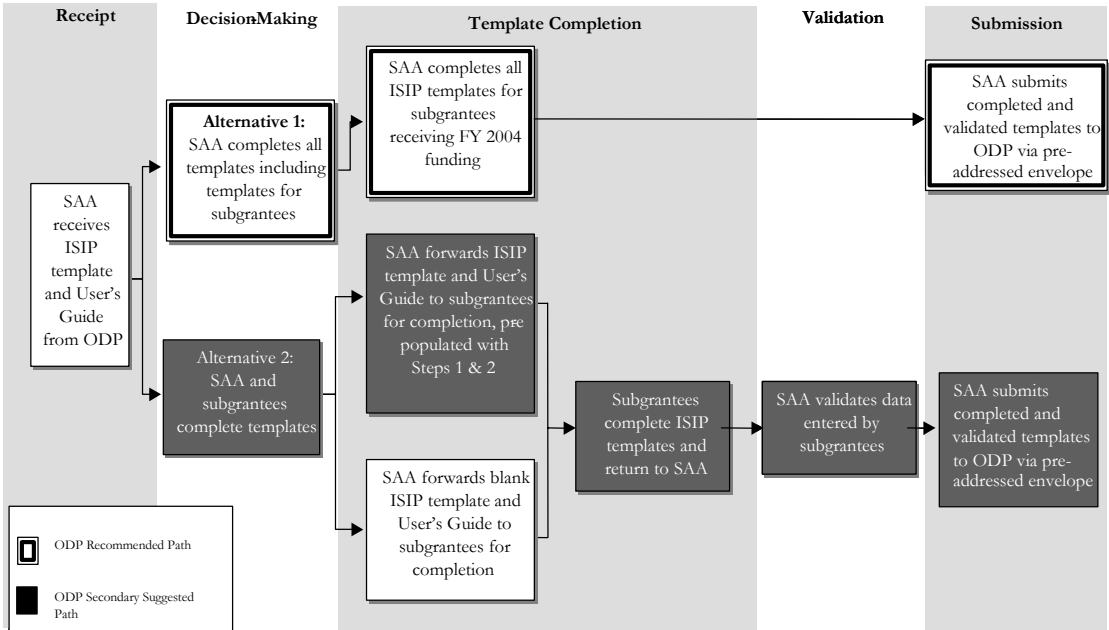 Receipt
Decision-Making
Template Completion
Validation
Submission
SAA
receives
ISIP
template
and User's
Guide
from ODP
Alternative 1:
SAA completes all
templates including
templates for
subgrantees
SAA completes all
ISIP templates for
subgrantees
receiving FY 2004
funding
SAA submits
completed and
validated templates to
ODP via pre-
addressed envelope
Alternative 2:
SAA and
subgrantees
complete templates
SAA forwards ISIP
template and User's
Guide to subgrantees
for completion, pre-
populated with
Steps 1 & 2
SAA forwards blank
ISIP template and
User's Guide to
subgrantees for
completion
Subgrantees
complete ISIP
templates and
return to SAA
SAA validates data
entered by
subgrantees
SAA submits
completed and
validated templates
to ODP via pre-
addressed envelope
ODP Recommended Path
ODP Secondary Suggested
Path